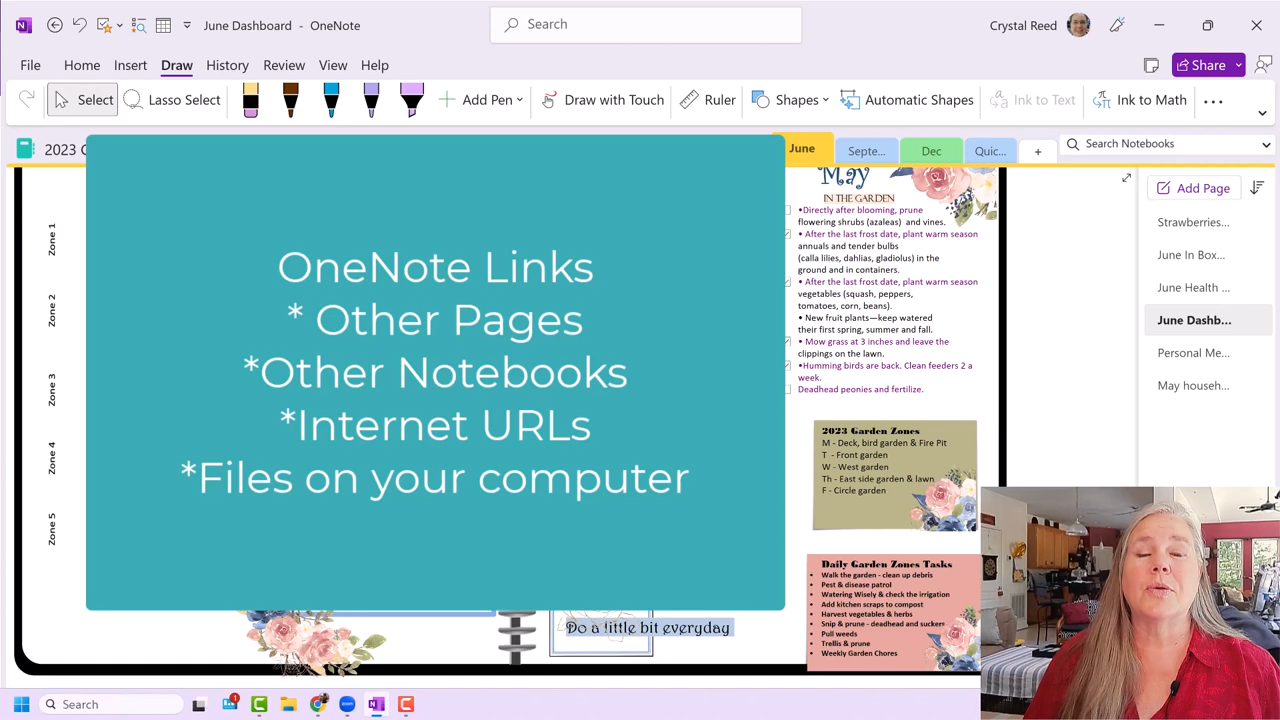 June Dashboard - OneNote
Search
Crystal Reed
File Home Insert Draw History Review View Help
Share
Select Lasso Select Add Pen Draw with Touch Ruler Shapes Automatic Shapes Ink to Text Ink to Math
June Septe... Dec Quic... + Search Notebooks
2023
OneNote Links
* Other Pages
*Other Notebooks
*Internet URLs
*Files on your computer
Zone 1
Zone 2
Zone 3
Zone 4
Zone 5
May
IN THE GARDEN
•Directly after blooming, prune
flowering shrubs (azaleas) and vines.
• After the last frost date, plant warm season
annuals and tender bulbs
(calla lilies, dahlias, gladiolus) in the
ground and in containers.
• After the last frost date, plant warm season
vegetables (squash, peppers,
tomatoes, corn, beans).
• New fruit plants—keep watered
their first spring, summer and fall.
• Mow grass at 3 inches and leave the
clippings on the lawn.
•Humming birds are back. Clean feeders 2 a
week.
Deadhead peonies and fertilize.
2023 Garden Zones
M - Deck, bird garden & Fire Pit
T - Front garden
W - West garden
Th - East side garden & lawn
F - Circle garden
Daily Garden Zones Tasks
• Walk the garden - clean up debris
• Pest & disease patrol
• Watering Wisely & check the irrigation
• Add kitchen scraps to compost
• Harvest vegetables & herbs
• Snip & prune - deadhead and suckers
• Pull weeds
• Trellis & prune
• Weekly Garden Chores
Do a little bit everyday
Add Page
Strawberries...
June In Box...
June Health ...
June Dashb...
Personal Me...
May househ...
Search
1